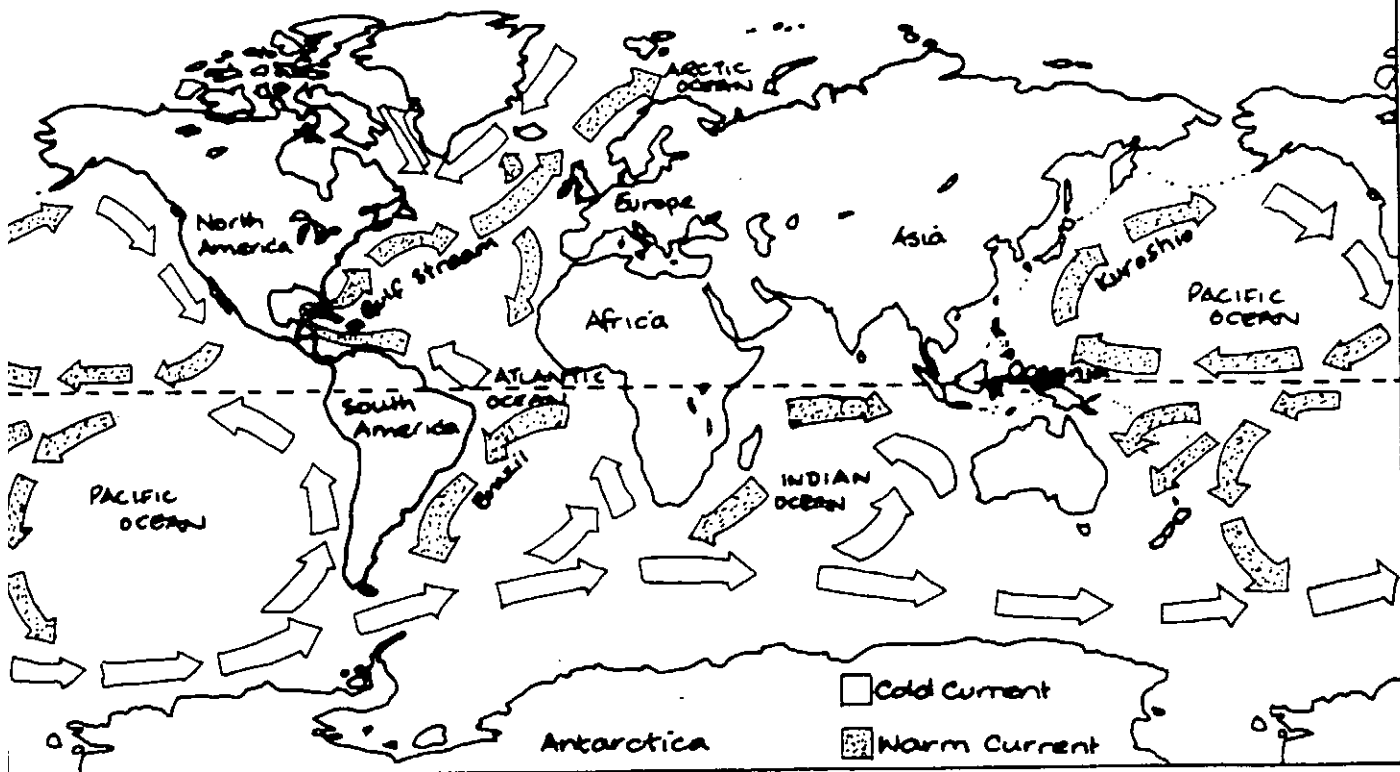 ARCTIC
OCEAN
North
America
Europe
Asia
Gulf Stream
Kuroshio
PACIFIC
OCEAN
Africia
ATLANTIC
OCEAN
South
America
Brazil
INDIAN
OCEAN
PACIFIC
OCEAN
Cold Current
Antarctica
Warm Current